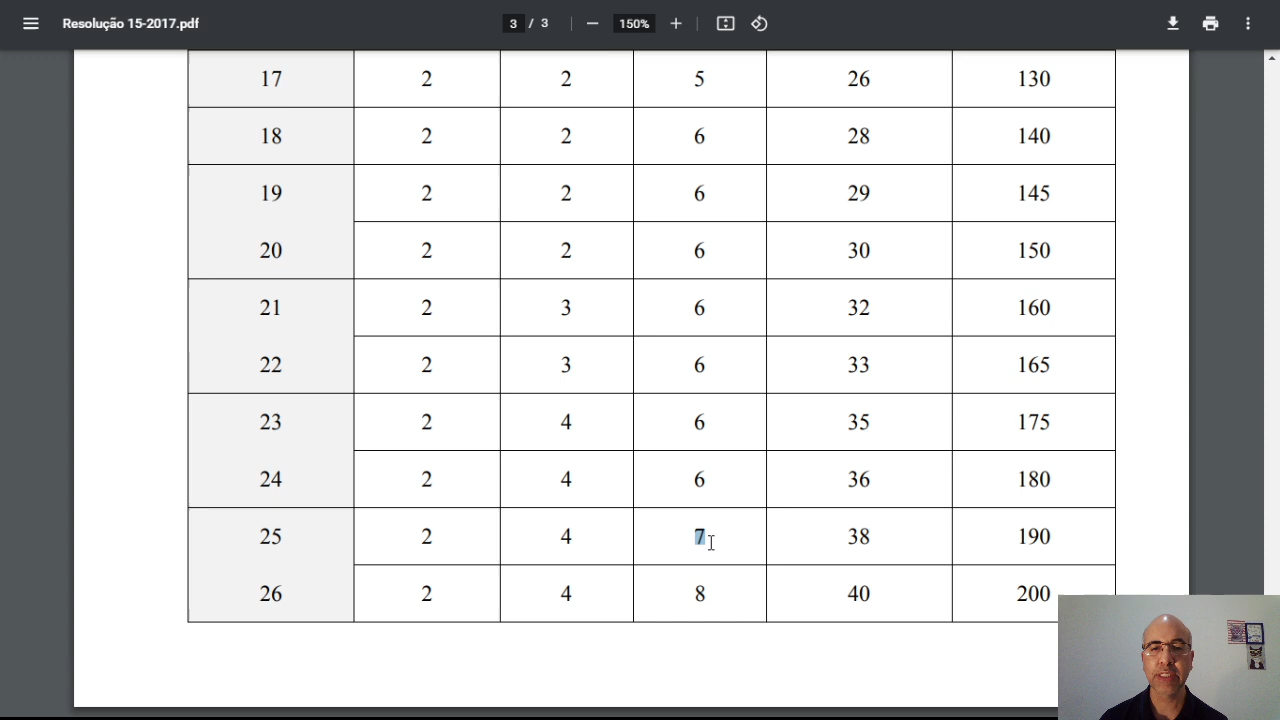 Resolução 15-2017.pdf
3 / 3
150%
17 2 2 5 26 130
18 2 2 6 28 140
19 2 2 6 29 145
20 2 2 6 30 150
21 2 3 6 32 160
22 2 3 6 33 165
23 2 4 6 35 175
24 2 4 6 36 180
25 2 4 7 38 190
26 2 4 8 40 200